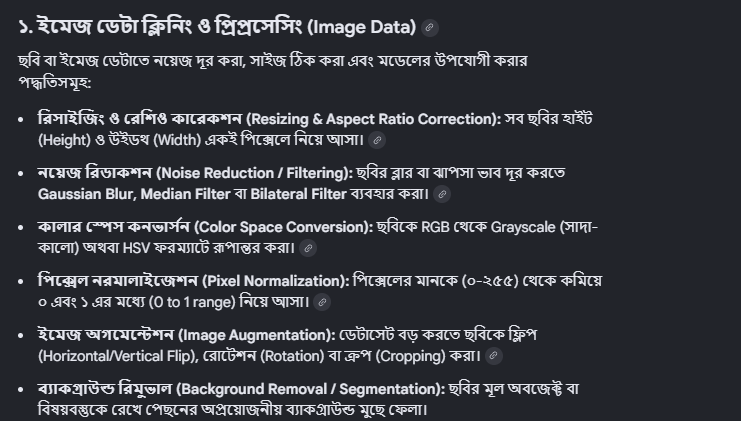 ১. ইমেজ ডেটা ক্লিনিং ও প্রিপ্রসেসিং (Image Data)
ছবি বা ইমেজ ডেটাতে নয়েজ দূর করা, সাইজ ঠিক করা এবং মডেলের উপযোগী করার
পদ্ধতিসমূহ:
• রিসাইজিং ও রেশিও কারেকশন (Resizing & Aspect Ratio Correction): সব ছবির হাইট
(Height) ও উইডথ (Width) একই পিক্সেলে নিয়ে আসা।
• নয়েজ রিডাকশন (Noise Reduction / Filtering): ছবির ব্লার বা ঝাপসা ভাব দূর করতে
Gaussian Blur, Median Filter বা Bilateral Filter ব্যবহার করা।
• কালার স্পেস কনভার্সন (Color Space Conversion): ছবিকে RGB থেকে Grayscale (সাদা-
কালো) অথবা HSV ফরম্যাটে রূপান্তর করা।
• পিক্সেল নরমালাইজেশন (Pixel Normalization): পিক্সেলের মানকে (০-২৫৫) থেকে কমিয়ে
০ এবং ১ এর মধ্যে (0 to 1 range) নিয়ে আসা।
• ইমেজ অগমেন্টেশন (Image Augmentation): ডেটাসেট বড় করতে ছবিকে ফ্লিপ
(Horizontal/Vertical Flip), রোটেশন (Rotation) বা ক্রপ (Cropping) করা।
• ব্যাকগ্রাউন্ড রিমুভাল (Background Removal / Segmentation): ছবির মূল অবজেক্ট বা
বিষয়বস্তুকে রেখে পেছনের অপ্রয়োজনীয় ব্যাকগ্রাউন্ড মুছে ফেলা।